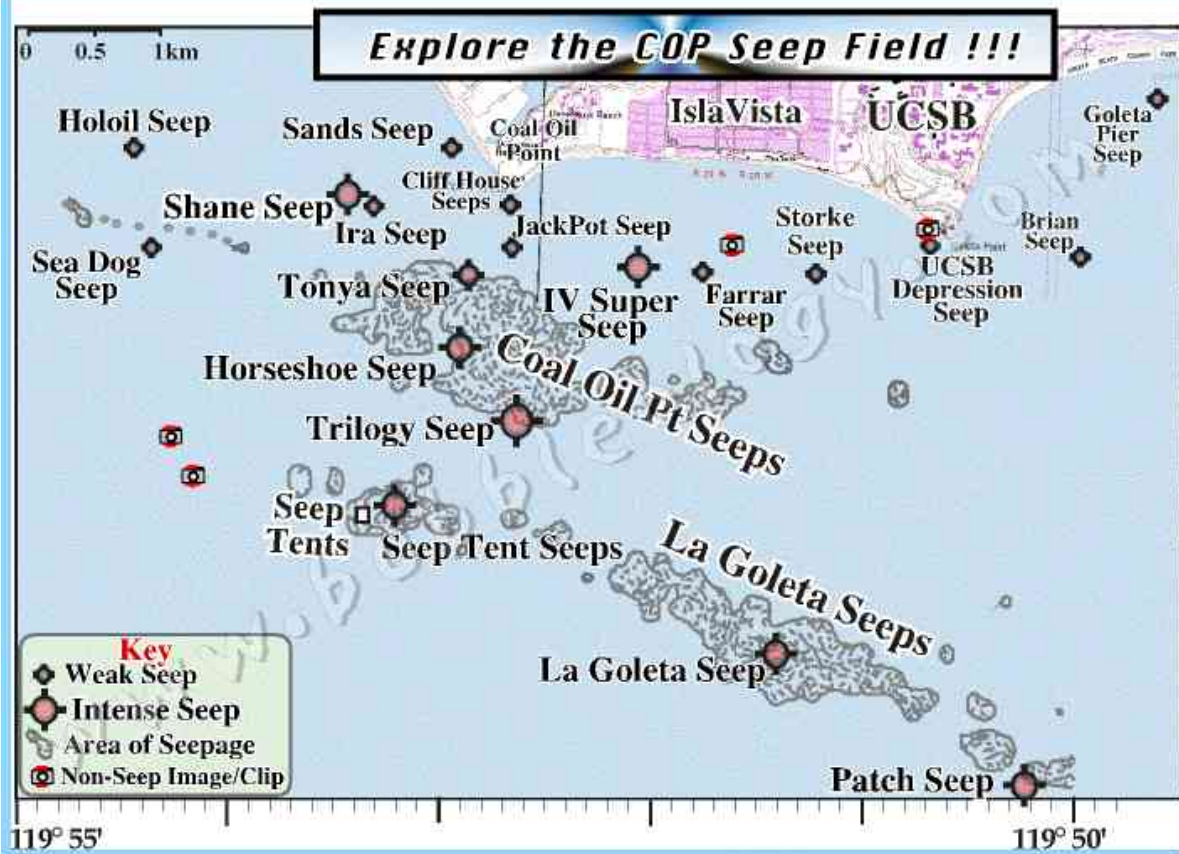 Explore the COP Seep Field !!!
0 0.5 1km
Holoil Seep
Sands Seep
Coal Oil
Point
IslaVista
UCSB
Goleta
Pier
Seep
Shane Seep
Cliff House
Seeps
Ira Seep
JackPot Seep
Storke
Seep
Brian
Seep
Sea Dog
Seep
Tonya Seep
IV Super
Seep
Farrar
Seep
UCSB
Depression
Seep
Horseshoe Seep
Coal Oil Pt Seeps
Trilogy Seep
Seep
Tents
Seep Tent Seeps
La Goleta Seeps
La Goleta Seep
Patch Seep
Key
Weak Seep
Intense Seep
Area of Seepage
Non-Seep Image/Clip
119° 55'
119° 50'